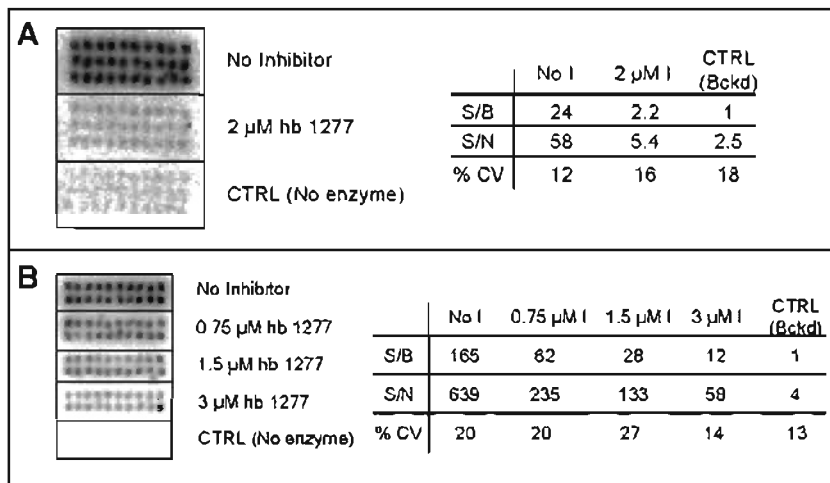 A
No Inhibitor
2 µM hb 1277
CTRL (No enzyme)
No I 2 µM I CTRL (Bckd)
S/B 24 2.2 1
S/N 58 5.4 2.5
% CV 12 16 18
B
No Inhibitor
0.75 µM hb 1277
1.5 µM hb 1277
3 µM hb 1277
CTRL (No enzyme)
No I 0.75 µM I 1.5 µM I 3 µM I CTRL (Bckd)
S/B 165 82 28 12 1
S/N 639 235 133 58 4
% CV 20 20 27 14 13